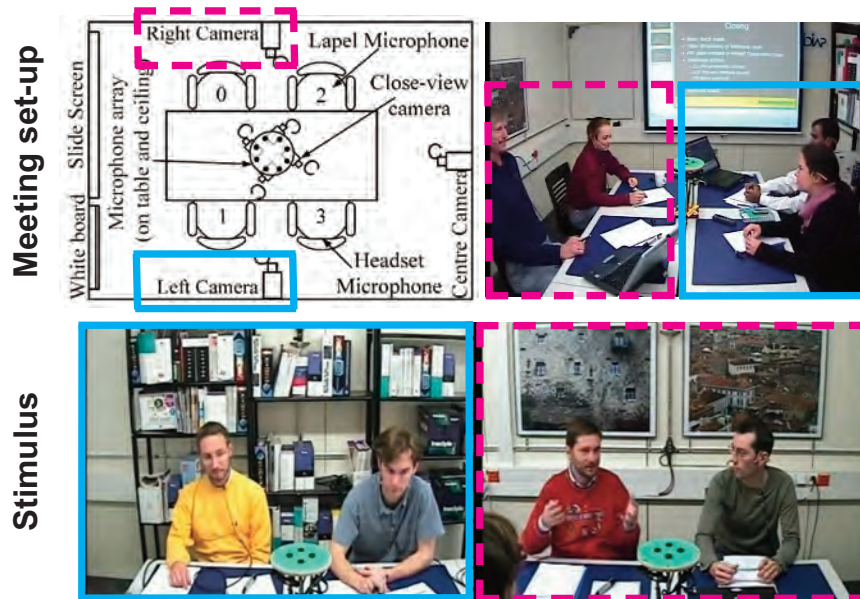 Meeting set-up
Right Camera
Lapel Microphone
Close-view
camera
0
2
1
3
Slide Screen
White board
Microphone array
(on table and ceiling)
Centre Camera
Left Camera
Headset
Microphone
Closing
Stimulus